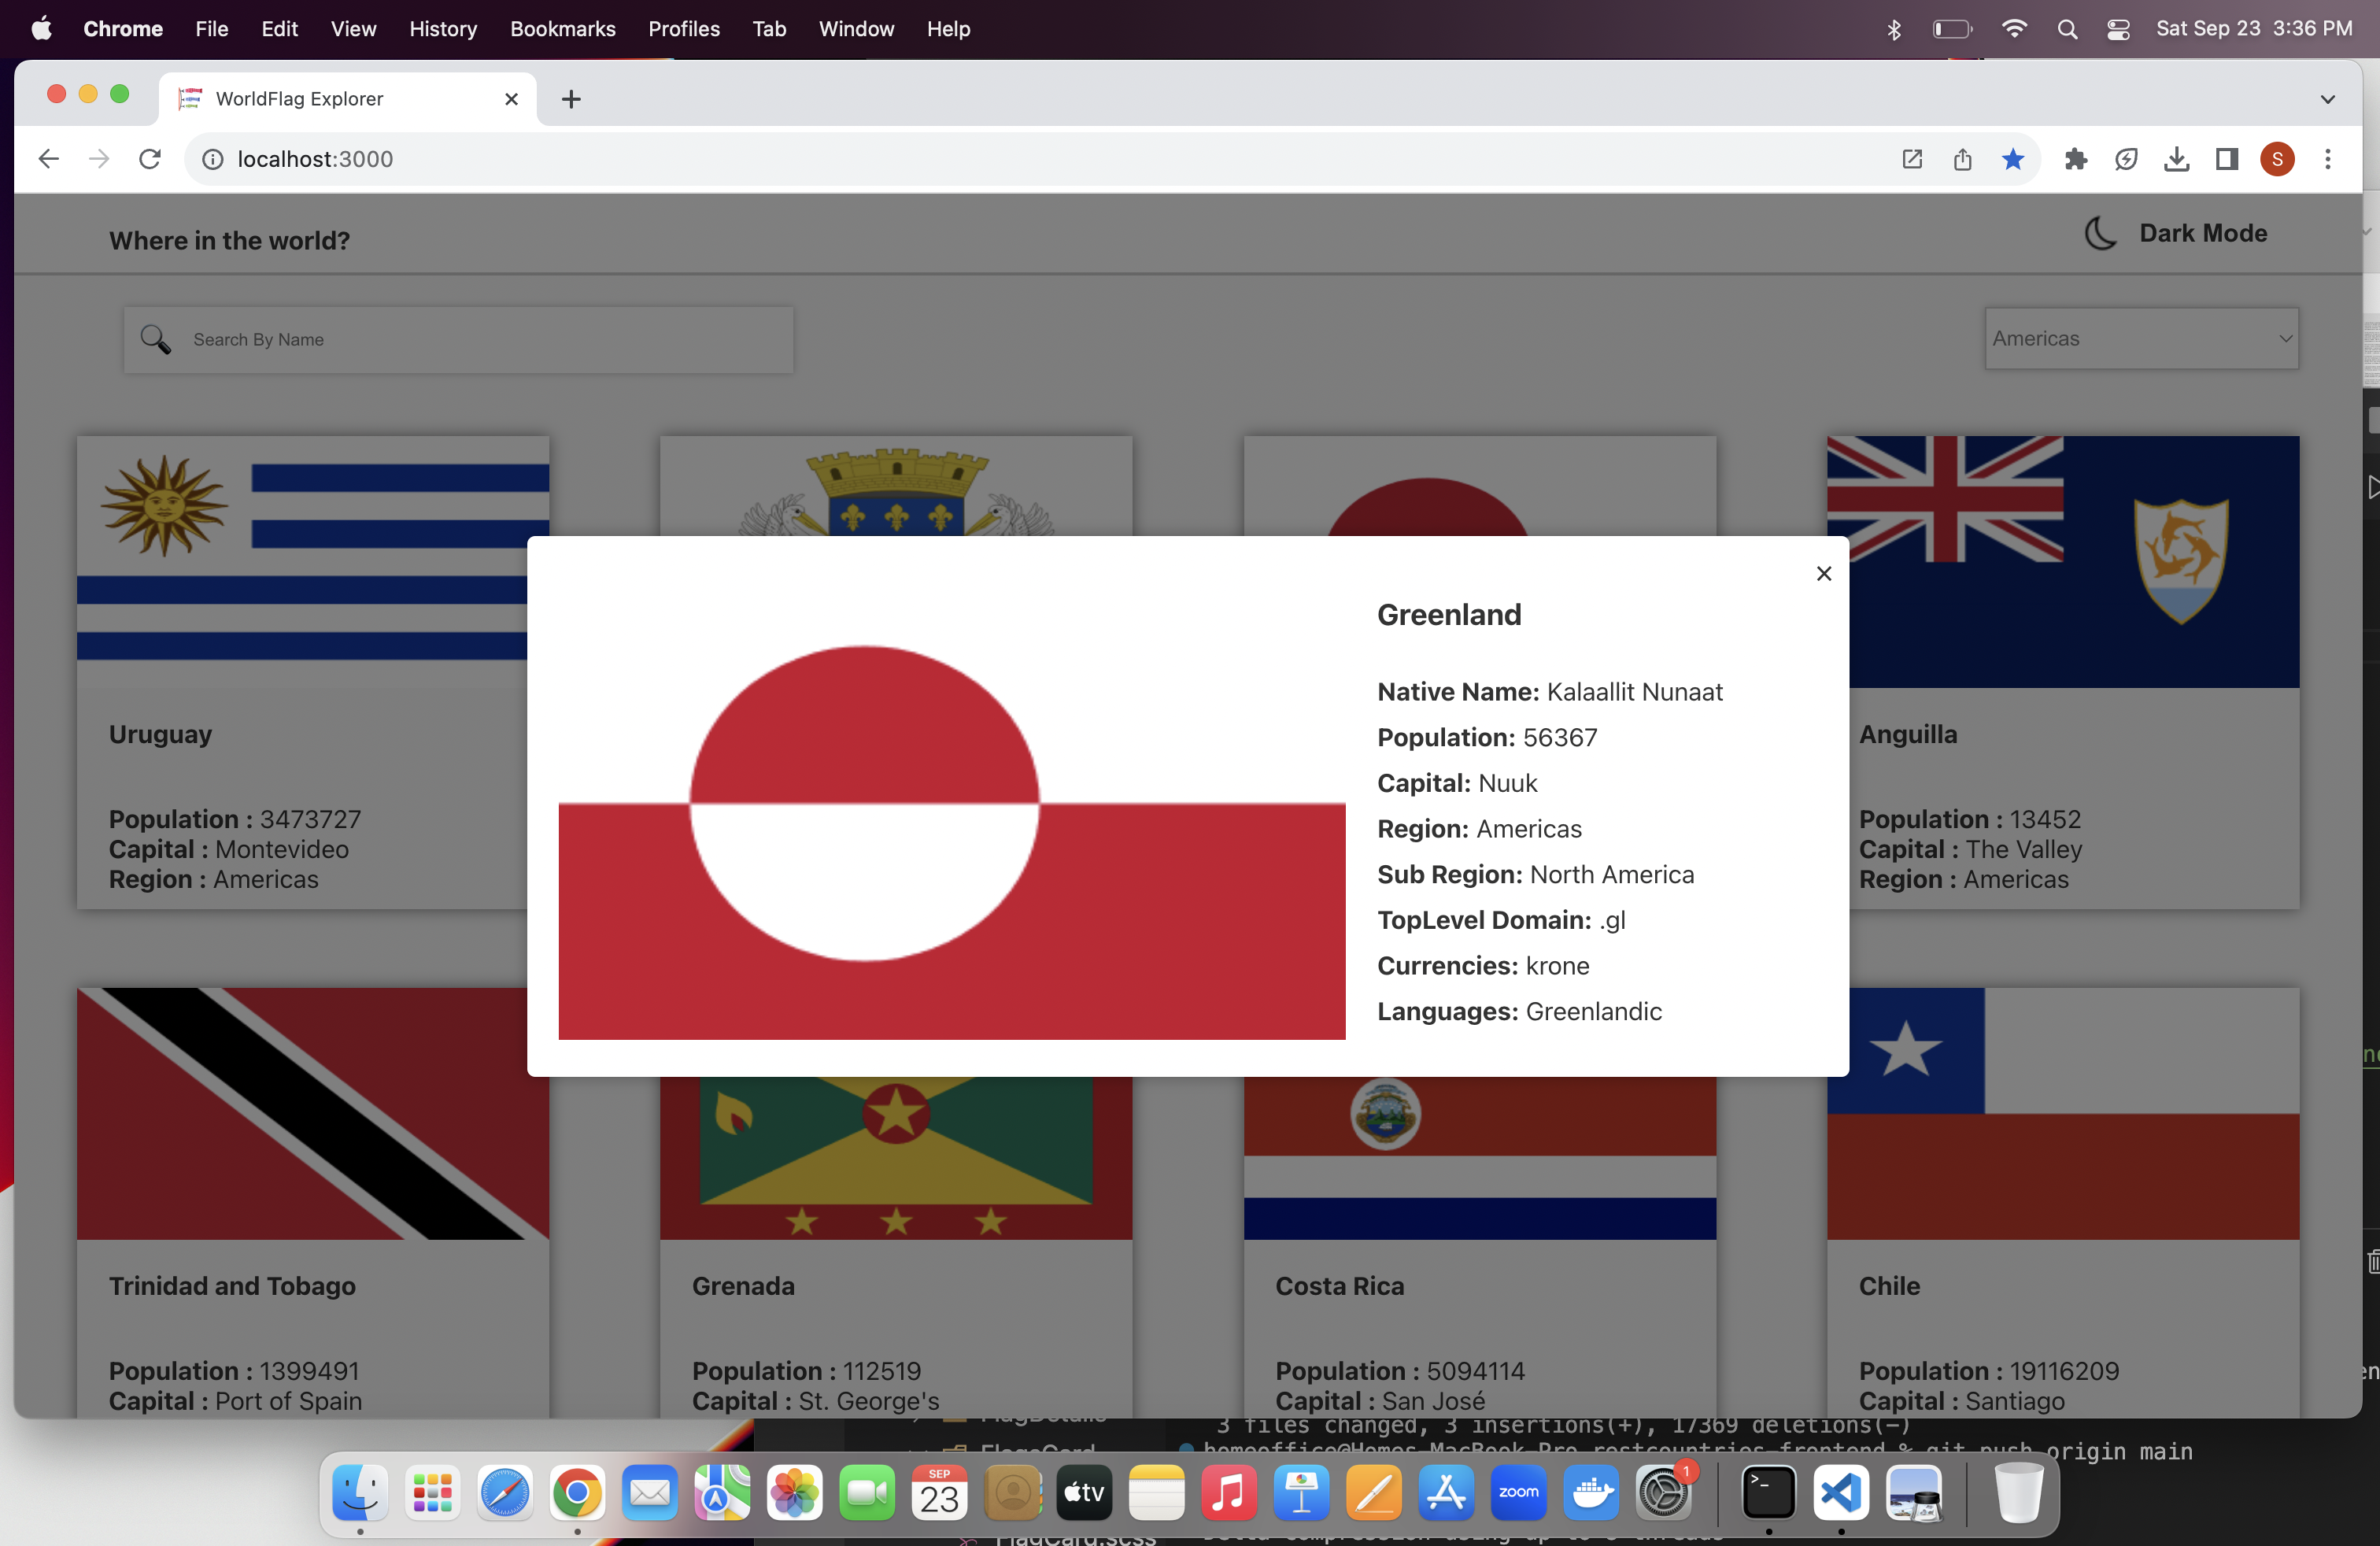 Chrome File Edit View History Bookmarks Profiles Tab Window Help Sat Sep 23 3:36 PM
WorldFlag Explorer
localhost:3000
S
Where in the world?
Dark Mode
Search By Name
Americas
Uruguay
Population : 3473727
Capital : Montevideo
Region : Americas
Greenland
Native Name: Kalaallit Nunaat
Population: 56367
Capital: Nuuk
Region: Americas
Sub Region: North America
TopLevel Domain: .gl
Currencies: krone
Languages: Greenlandic
Anguilla
Population : 13452
Capital : The Valley
Region : Americas
Trinidad and Tobago
Population : 1399491
Capital : Port of Spain
Grenada
Population : 112519
Capital : St. George's
Costa Rica
Population : 5094114
Capital : San José
Chile
Population : 19116209
Capital : Santiago
3 files changed, 3 insertions(+), 17369 deletions(-)
homeoffice@Homes-MacBook-Pro restcountries-frontend % git push origin main
SEP
23
tv
zoom
1